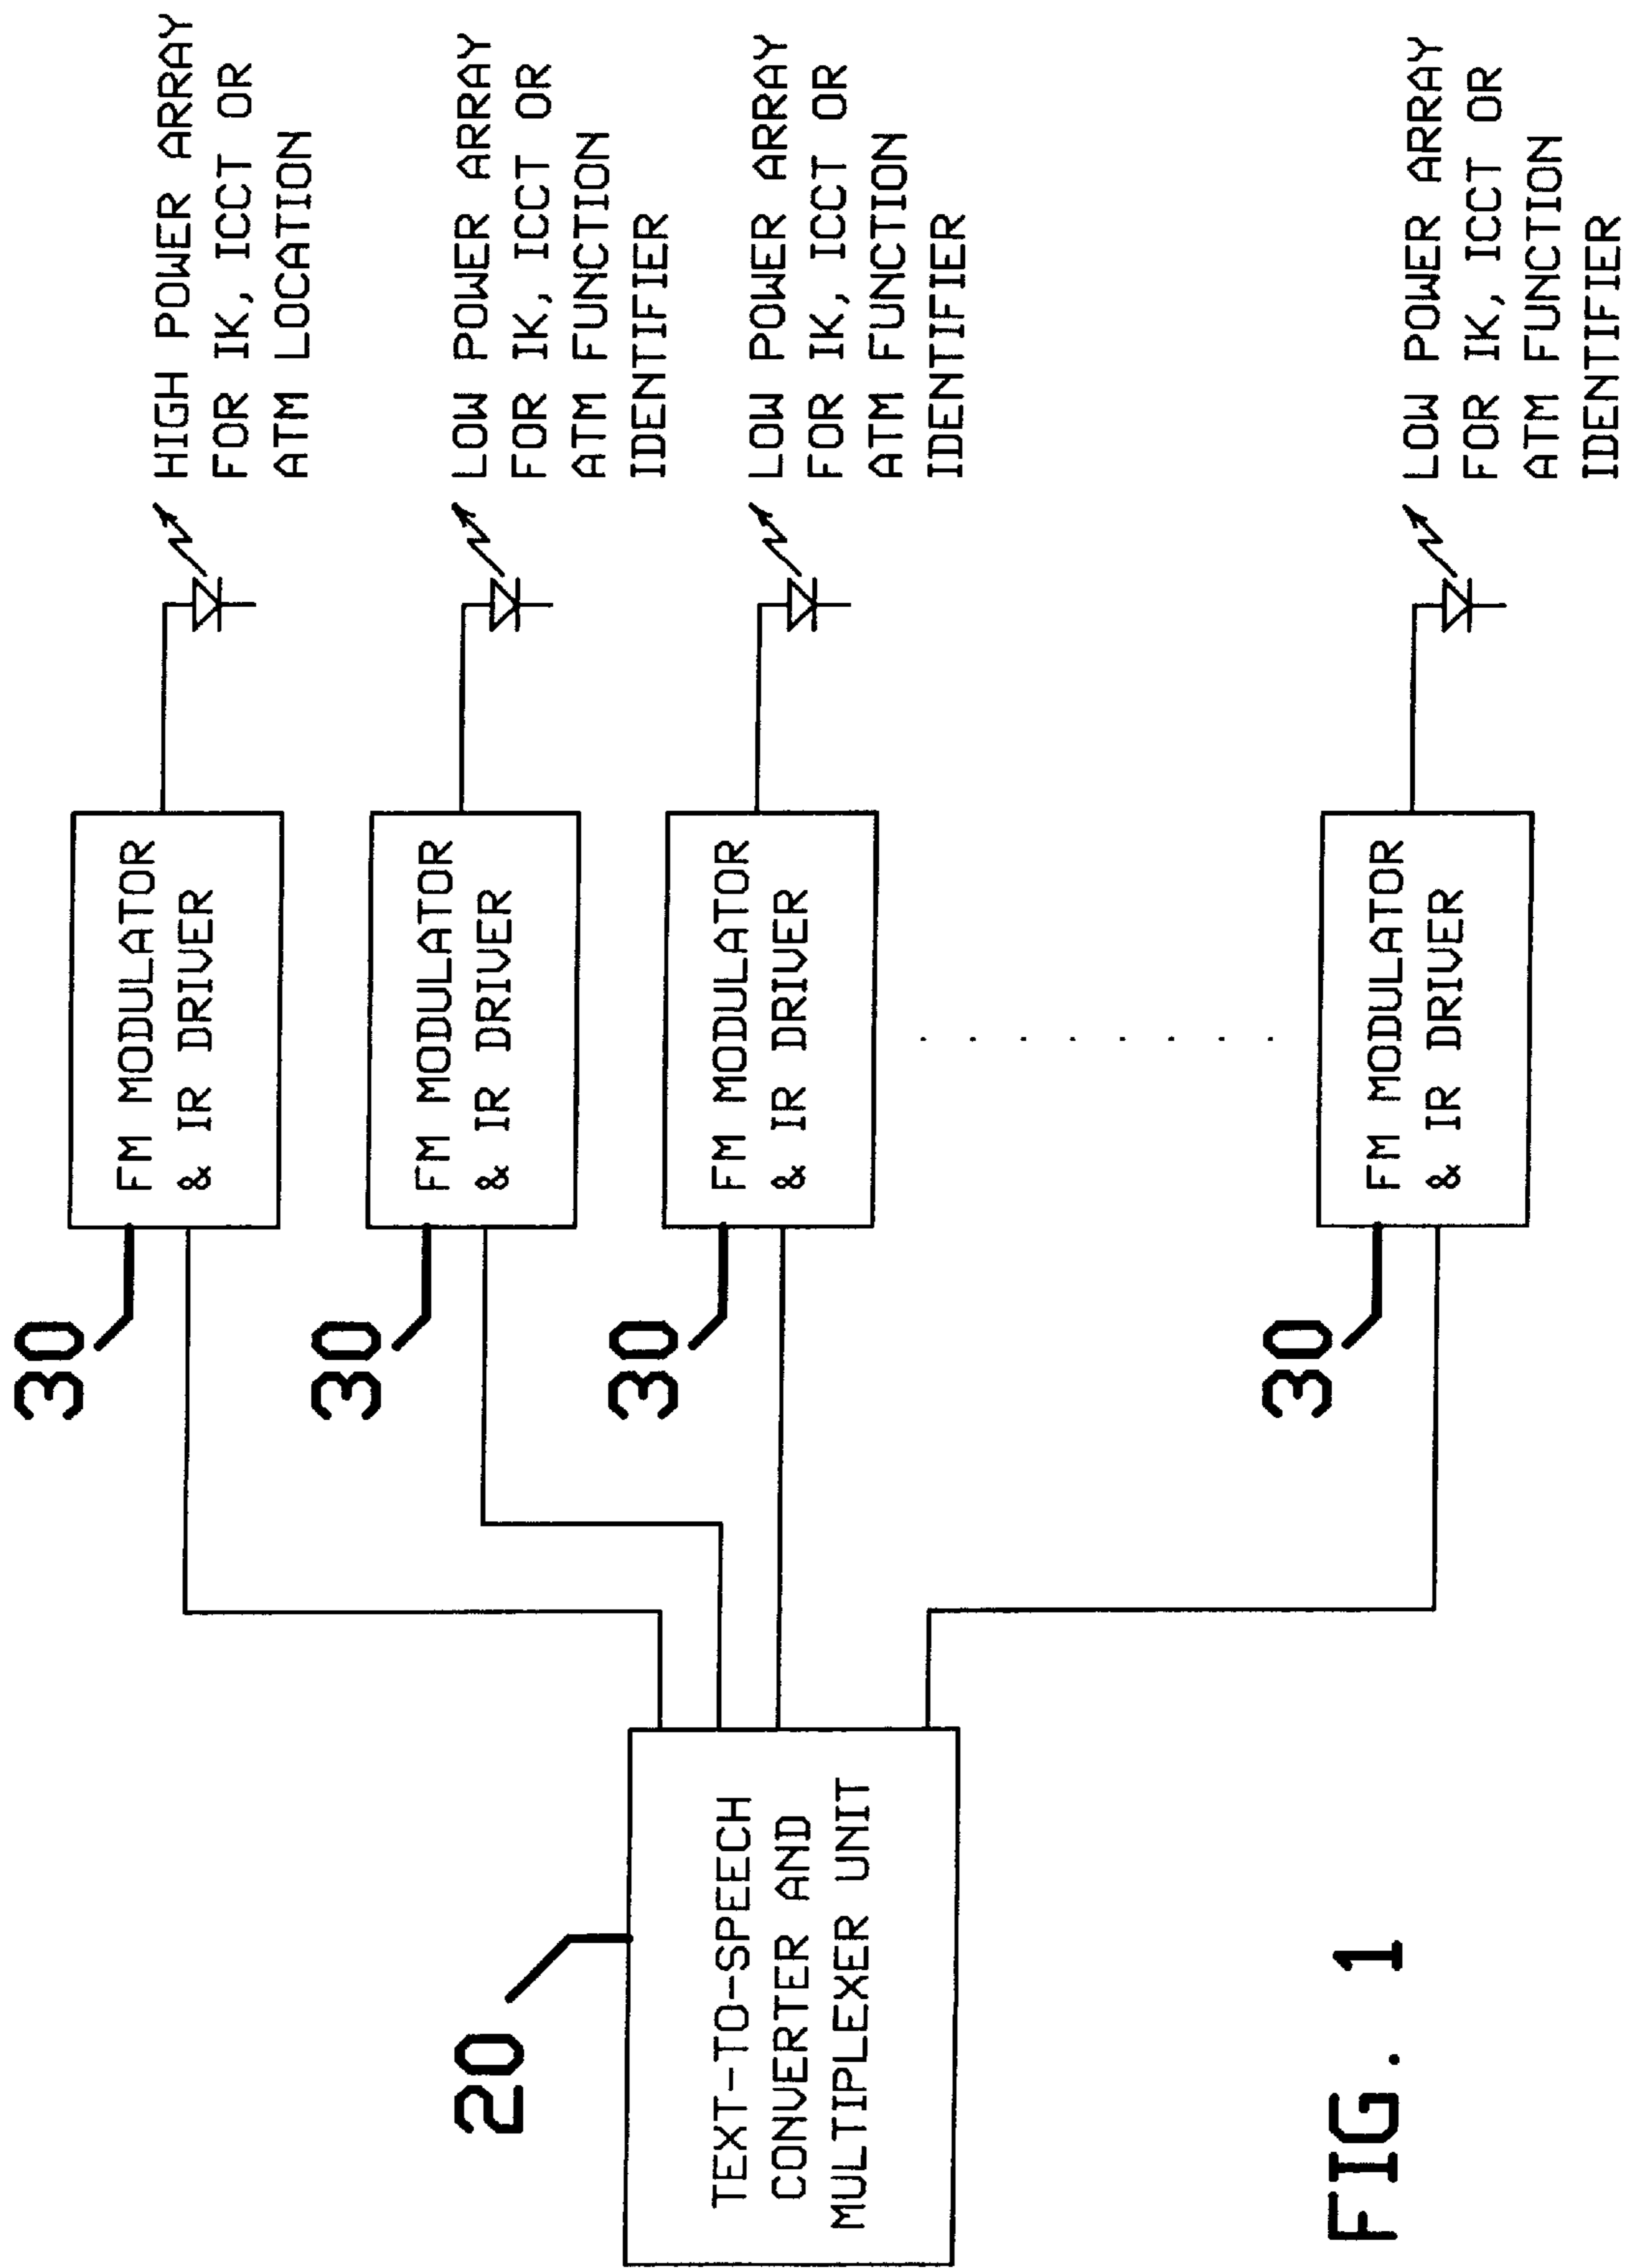 30
FM MODULATOR
& IR DRIVER
HIGH POWER ARRAY
FOR IK, ICCT OR
ATM LOCATION
30
FM MODULATOR
& IR DRIVER
LOW POWER ARRAY
FOR IK, ICCT OR
ATM FUNCTION
IDENTIFIER
20
TEXT-TO-SPEECH
CONVERTER AND
MULTIPLEXER UNIT
30
FM MODULATOR
& IR DRIVER
LOW POWER ARRAY
FOR IK, ICCT OR
ATM FUNCTION
IDENTIFIER
30
FM MODULATOR
& IR DRIVER
LOW POWER ARRAY
FOR IK, ICCT OR
ATM FUNCTION
IDENTIFIER
FIG. 1